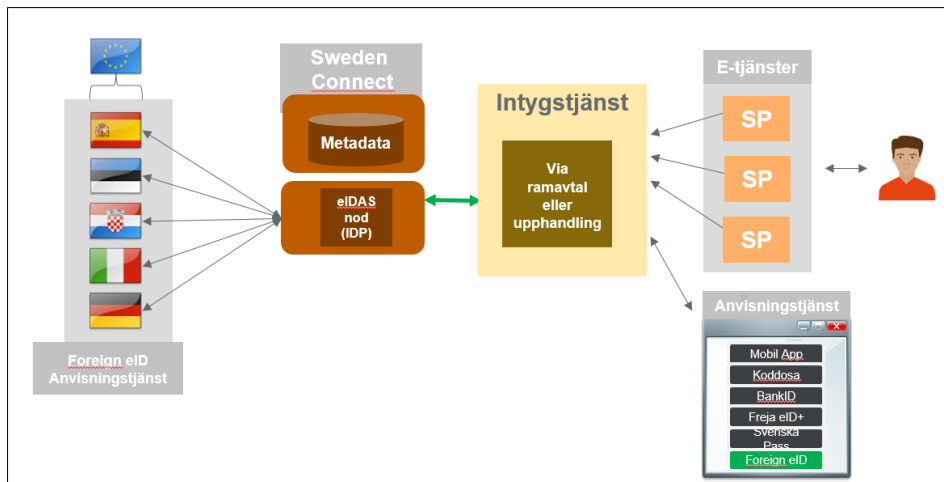 Sweden
Connect
Metadata
eIDAS
nod
(IDP)
Foreign eID
Anvisningstjänst
Intygstjänst
Via
ramavtal
eller
upphandling
E-tjänster
SP
SP
SP
Anvisningstjänst
Mobil App
Koddosa
BankID
Freja eID+
Svenska
Pass
Foreign eID